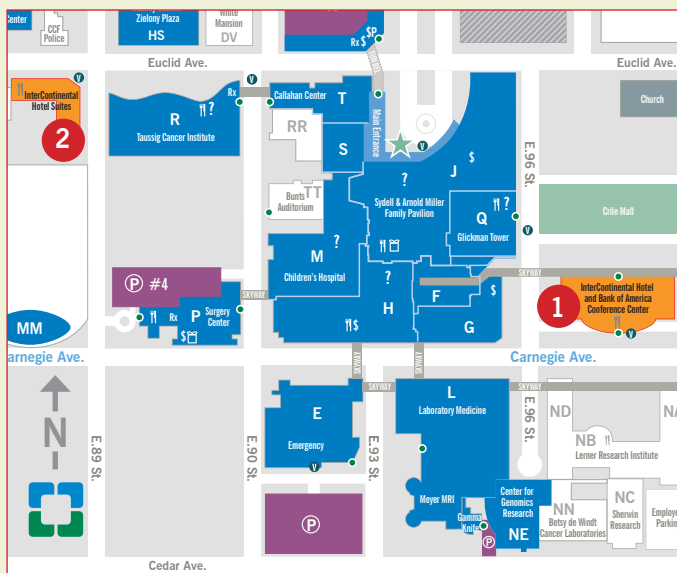 Center
CCF
Police
Zielony Plaza
HS
White
Mansion
DV
$P
Rx $
Euclid Ave.
Euclid Ave.
V
InterContinental
Hotel Suites
2
Rx
V
R
Taussig Cancer Institute
?
Callahan Center
T
RR
S
Main Entrance
V
J
$
E.96 St.
Church
?
Sydell & Arnold Miller
Family Pavilion
Bunts
Auditorium
TT
Q
?
Glickman Tower
V
Crile Mall
M
?
Children's Hospital
P #4
SKYWAY
SKYWAY
?
H
F
$
G
$
1
InterContinental Hotel
and Bank of America
Conference Center
V
MM
Rx
P
Surgery
Center
$
arnegie Ave.
Carnegie Ave.
SKYWAY
SKYWAY
SKYWAY
SKYWAY
N
E.89 St.
E.90 St.
E.93 St.
E.96 St.
E
Emergency
V
L
Laboratory Medicine
ND
NA
NB
Lerner Research Institute
Meyer MRI
Gamma
Knife
P
Center for
Genomics
Research
NE
NN
Betsy de Windt
Cancer Laboratories
NC
Sherwin
Research
Employe
Parkin
P
Cedar Ave.